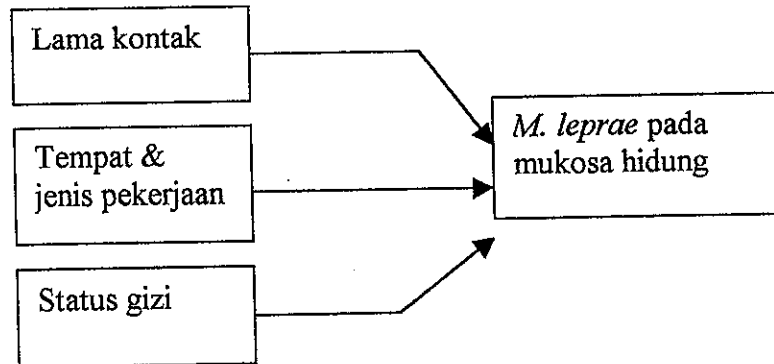 Lama kontak
Tempat &
jenis pekerjaan
Status gizi
M. leprae pada
mukosa hidung